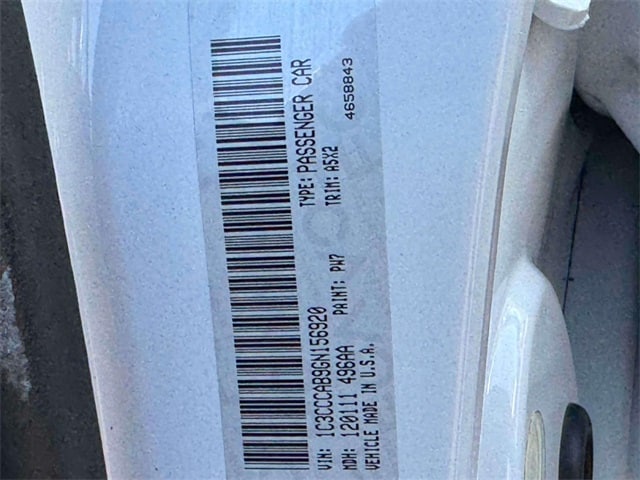 VIN: 1C3CCCAB9GN156920 TYPE: PASSENGER CAR
MDH: 120111 496AA PAINT: PW7 TRIM: A5X2
VEHICLE MADE IN U.S.A. 4658843